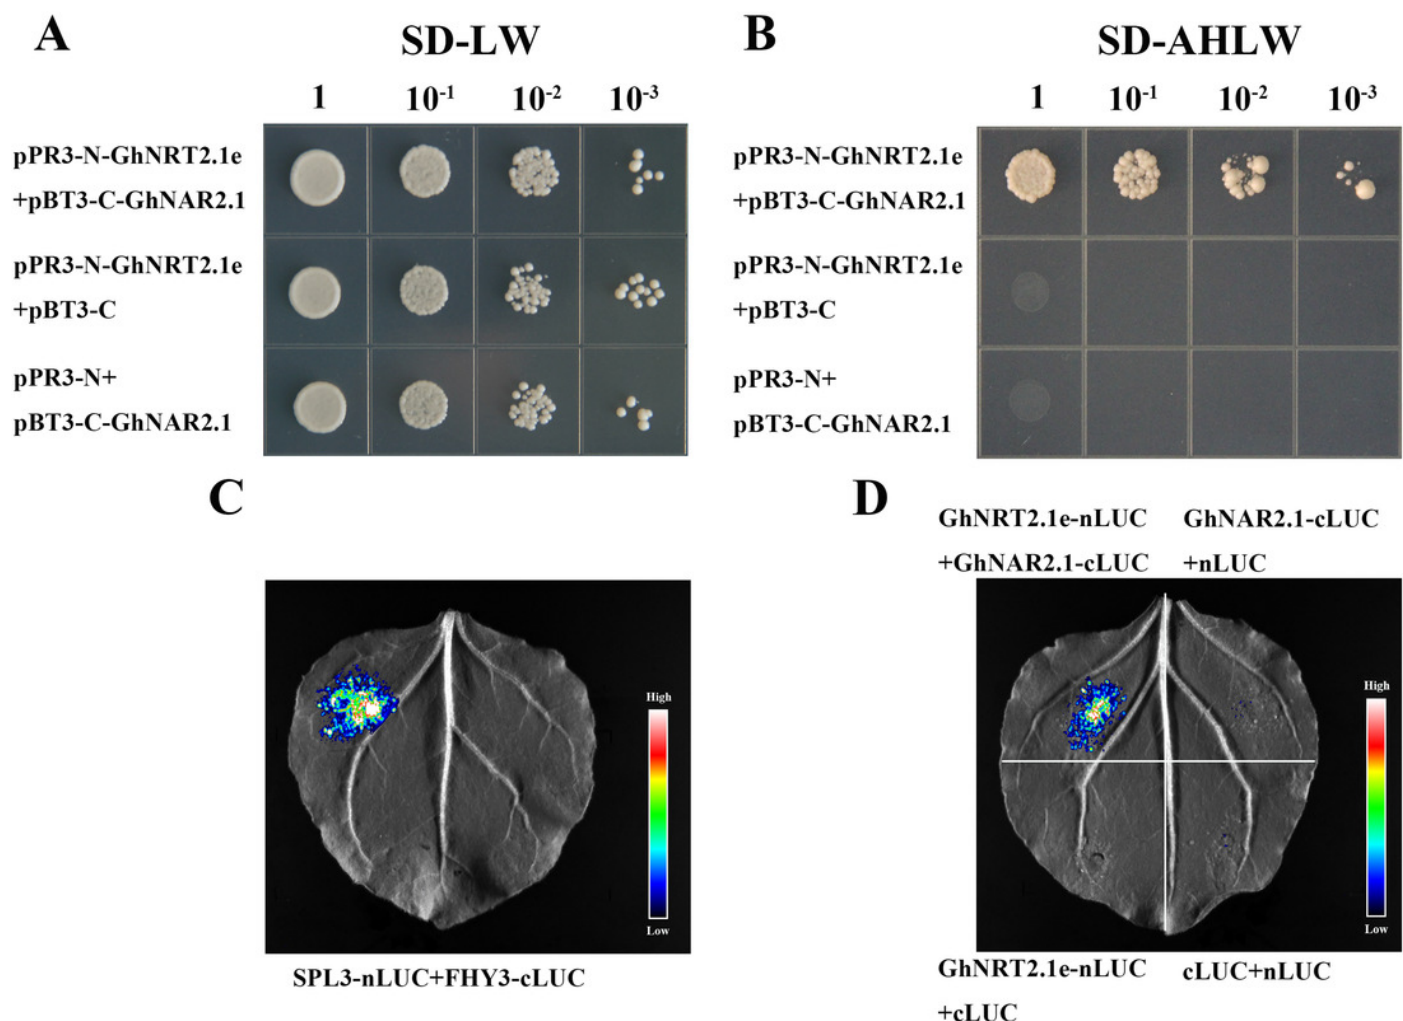 A
SD-LW
1 10-1 10-2 10-3
pPR3-N-GhNRT2.1e
+pBT3-C-GhNAR2.1
pPR3-N-GhNRT2.1e
+pBT3-C
pPR3-N+
pBT3-C-GhNAR2.1
B
SD-AHLW
1 10-1 10-2 10-3
pPR3-N-GhNRT2.1e
+pBT3-C-GhNAR2.1
pPR3-N-GhNRT2.1e
+pBT3-C
pPR3-N+
pBT3-C-GhNAR2.1
C
High
Low
SPL3-nLUC+FHY3-cLUC
D
GhNRT2.1e-nLUC
+GhNAR2.1-cLUC
GhNAR2.1-cLUC
+nLUC
High
Low
GhNRT2.1e-nLUC
+cLUC
cLUC+nLUC